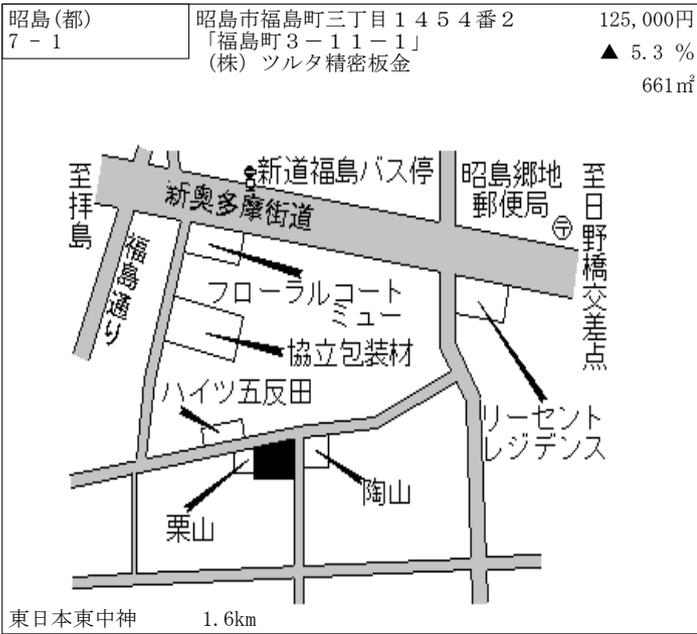 昭島(都)
7 - 1
昭島市福島町三丁目１４５４番２
「福島町３－１１－１」
(株) ツルタ精密板金
125,000円
▲ 5.3 %
661㎡
至拝島
新道福島バス停
昭島郷地
郵便局
至日野橋交差点
新奥多摩街道
福島通り
フローラルコート
ミュー
協立包装材
ハイツ五反田
リーセント
レジデンス
陶山
栗山
東日本東中神
1.6km